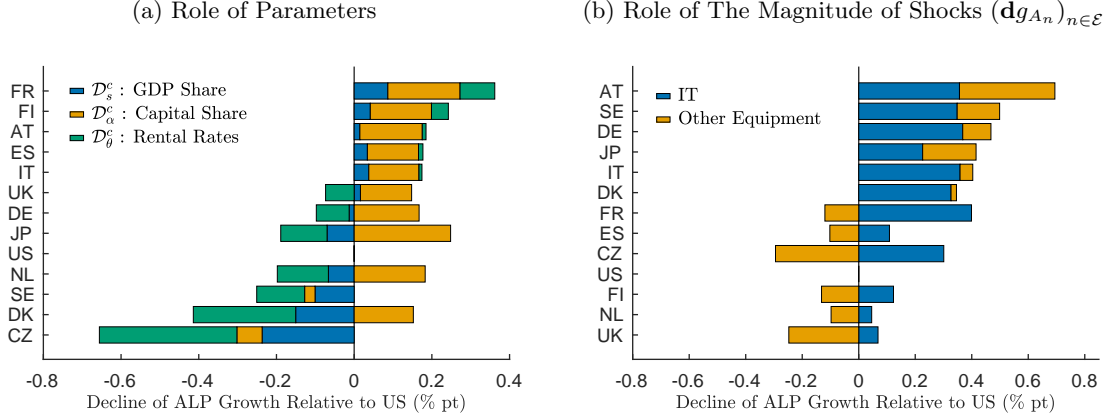 (a) Role of Parameters
FR
FI
AT
ES
IT
UK
DE
JP
US
NL
SE
DK
CZ
𝒟ₛᶜ : GDP Share
𝒟_αᶜ : Capital Share
𝒟_θᶜ : Rental Rates
-0.8 -0.6 -0.4 -0.2 0 0.2 0.4
Decline of ALP Growth Relative to US (% pt)
(b) Role of The Magnitude of Shocks (𝐝g_{A_n})_{n∈ℰ}
AT
SE
DE
JP
IT
DK
FR
ES
CZ
US
FI
NL
UK
IT
Other Equipment
-0.8 -0.6 -0.4 -0.2 0 0.2 0.4 0.6 0.8
Decline of ALP Growth Relative to US (% pt)